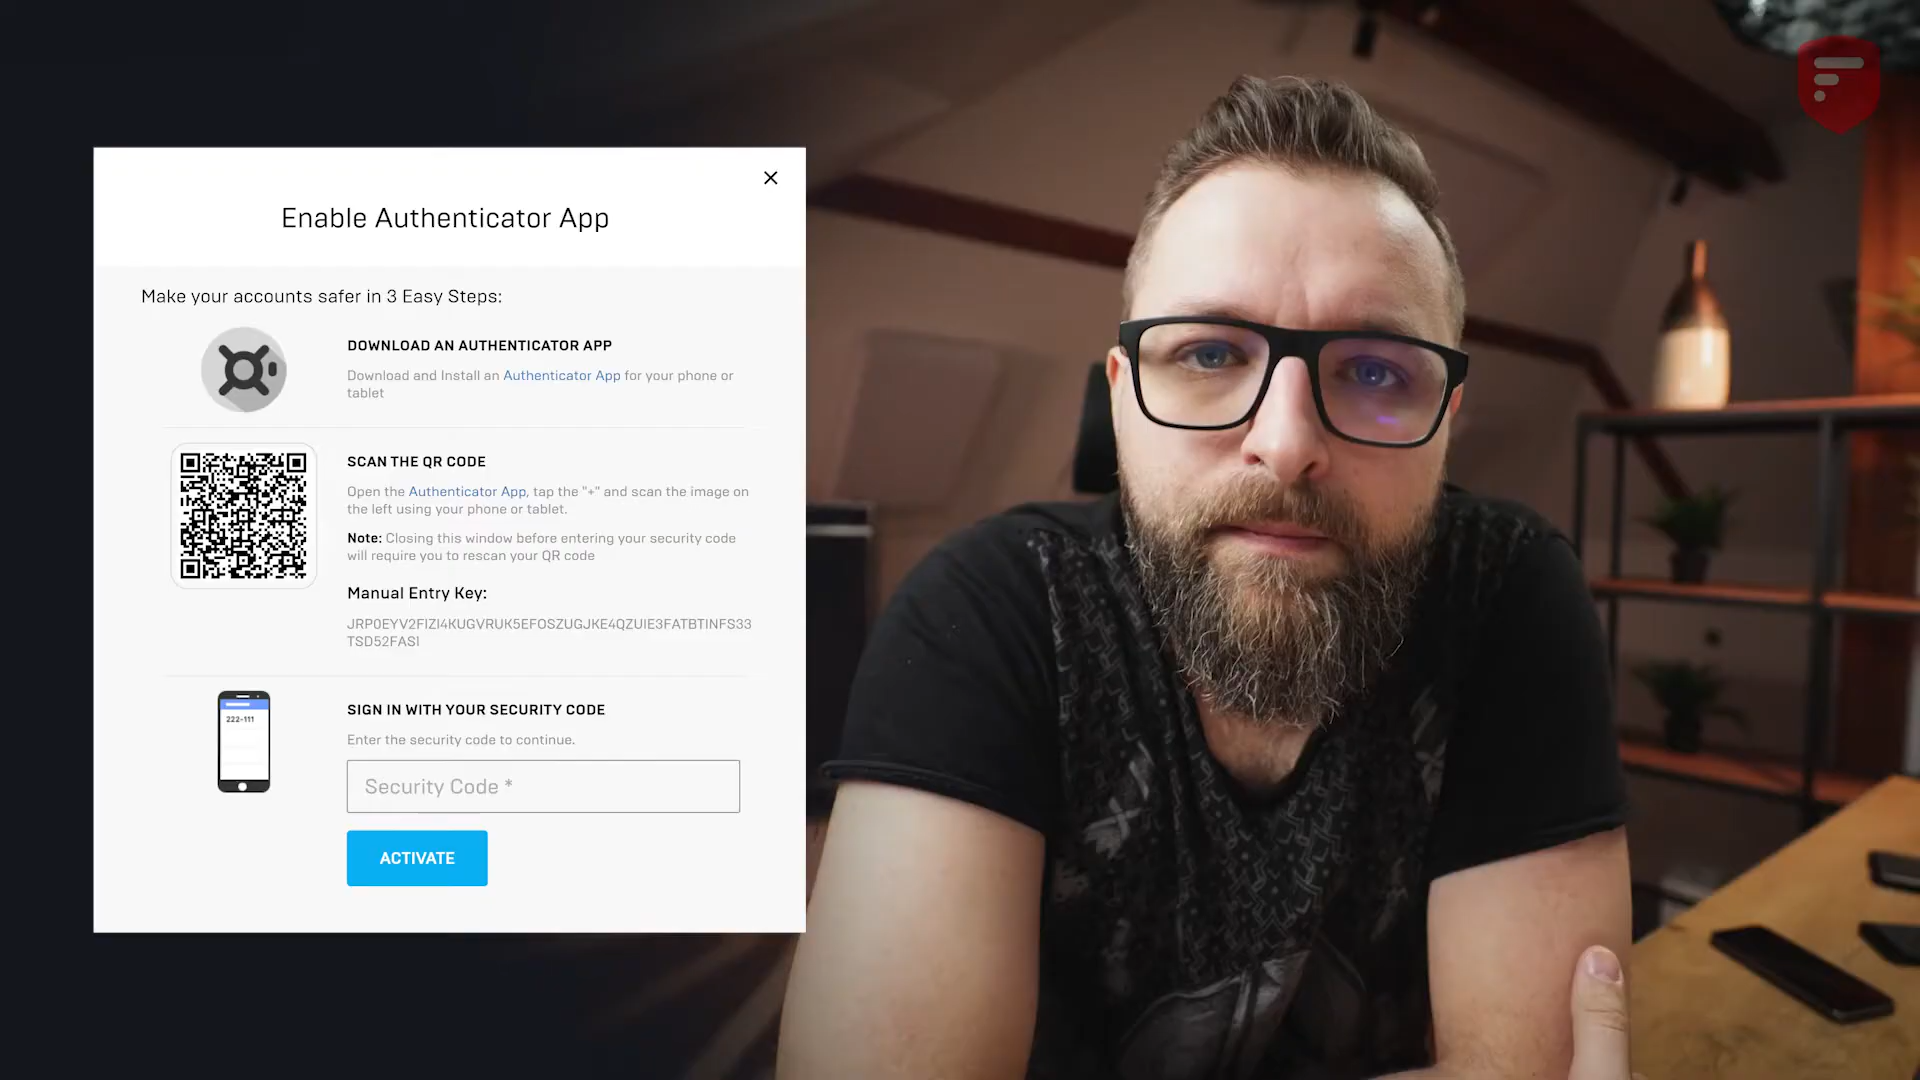 Enable Authenticator App
Make your accounts safer in 3 Easy Steps:
DOWNLOAD AN AUTHENTICATOR APP
Download and Install an Authenticator App for your phone or
tablet
SCAN THE QR CODE
Open the Authenticator App, tap the "+" and scan the image on
the left using your phone or tablet.
Note: Closing this window before entering your security code
will require you to rescan your QR code
Manual Entry Key:
JRP0EYV2FIZI4KUGVRUK5EFOSZUGJKE4QZUIE3FATBTINFS33
TSD52FASI
222-111
SIGN IN WITH YOUR SECURITY CODE
Enter the security code to continue.
Security Code *
ACTIVATE